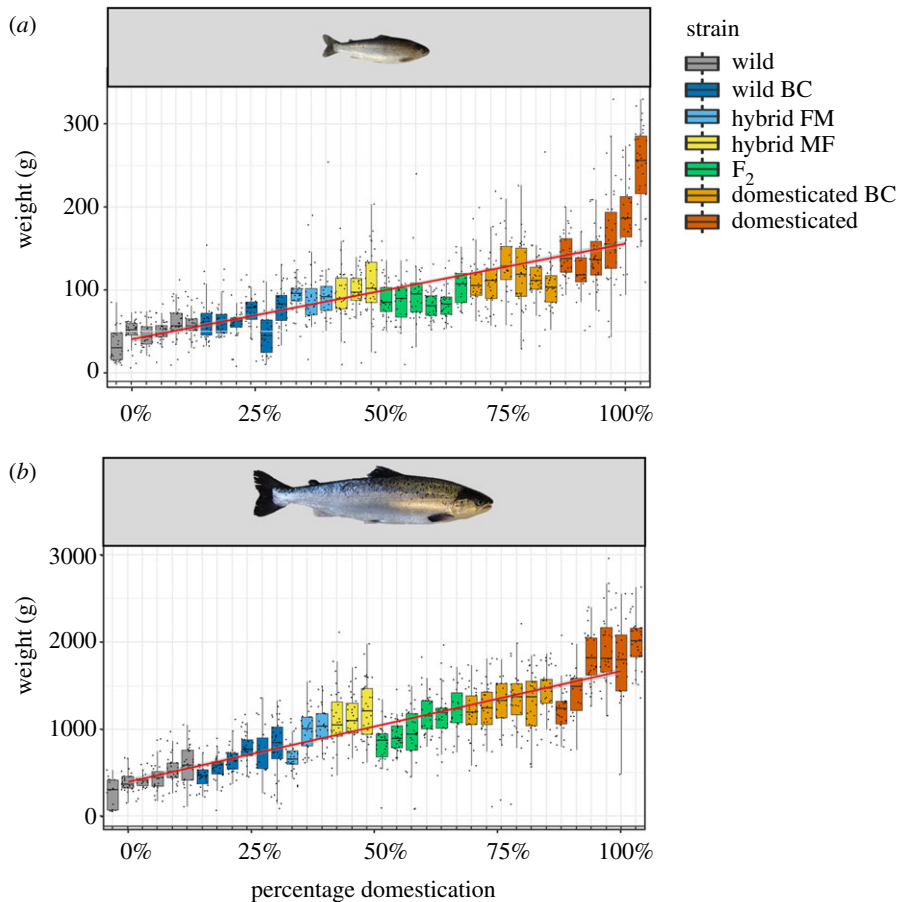 (a)
strain
wild
wild BC
hybrid FM
hybrid MF
F2
domesticated BC
domesticated
weight (g)
300
200
100
0
0% 25% 50% 75% 100%
(b)
weight (g)
3000
2000
1000
0
0% 25% 50% 75% 100%
percentage domestication